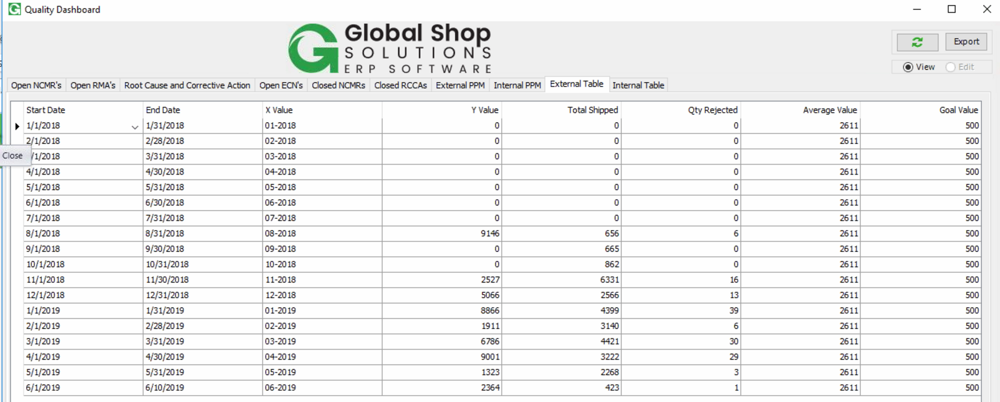 Quality Dashboard
Global Shop
SOLUTIONS
ERP SOFTWARE
Export
View Edit
Open NCMR's Open RMA's Root Cause and Corrective Action Open ECN's Closed NCMRs Closed RCCAs External PPM Internal PPM External Table Internal Table
Start Date End Date X Value Y Value Total Shipped Qty Rejected Average Value Goal Value
1/1/2018 1/31/2018 01-2018 0 0 0 2611 500
2/1/2018 2/28/2018 02-2018 0 0 0 2611 500
Close /1/2018 3/31/2018 03-2018 0 0 0 2611 500
4/1/2018 4/30/2018 04-2018 0 0 0 2611 500
5/1/2018 5/31/2018 05-2018 0 0 0 2611 500
6/1/2018 6/30/2018 06-2018 0 0 0 2611 500
7/1/2018 7/31/2018 07-2018 0 0 0 2611 500
8/1/2018 8/31/2018 08-2018 9146 656 6 2611 500
9/1/2018 9/30/2018 09-2018 0 665 0 2611 500
10/1/2018 10/31/2018 10-2018 0 862 0 2611 500
11/1/2018 11/30/2018 11-2018 2527 6331 16 2611 500
12/1/2018 12/31/2018 12-2018 5066 2566 13 2611 500
1/1/2019 1/31/2019 01-2019 8866 4399 39 2611 500
2/1/2019 2/28/2019 02-2019 1911 3140 6 2611 500
3/1/2019 3/31/2019 03-2019 6786 4421 30 2611 500
4/1/2019 4/30/2019 04-2019 9001 3222 29 2611 500
5/1/2019 5/31/2019 05-2019 1323 2268 3 2611 500
6/1/2019 6/10/2019 06-2019 2364 423 1 2611 500